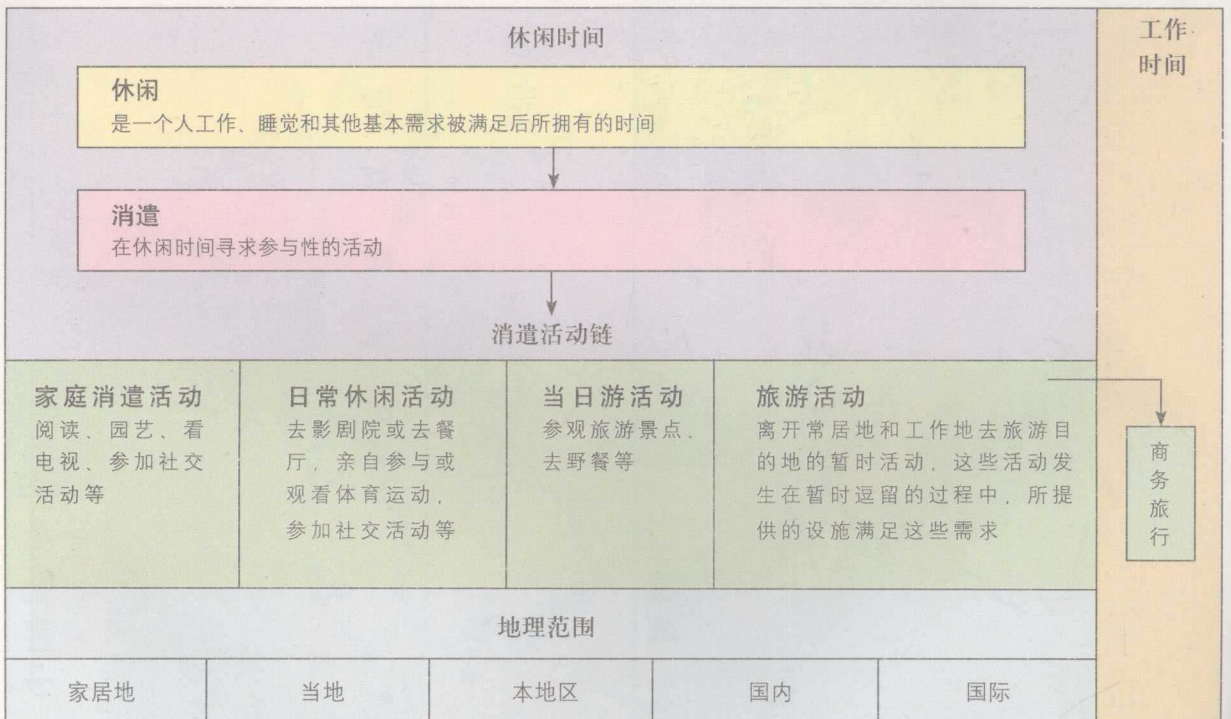 休闲时间
工作
时间
休闲
是一个人工作、睡觉和其他基本需求被满足后所拥有的时间
消遣
在休闲时间寻求参与性的活动
消遣活动链
家庭消遣活动
阅读、园艺、看
电视、参加社交
活动等
日常休闲活动
去影剧院或去餐
厅，亲自参与或
观看体育运动，
参加社交活动等
当日游活动
参观旅游景点、
去野餐等
旅游活动
离开常居地和工作地去旅游目
的地的暂时活动，这些活动发
生在暂时逗留的过程中，所提
供的设施满足这些需求
商
务
旅
行
地理范围
家居地
当地
本地区
国内
国际